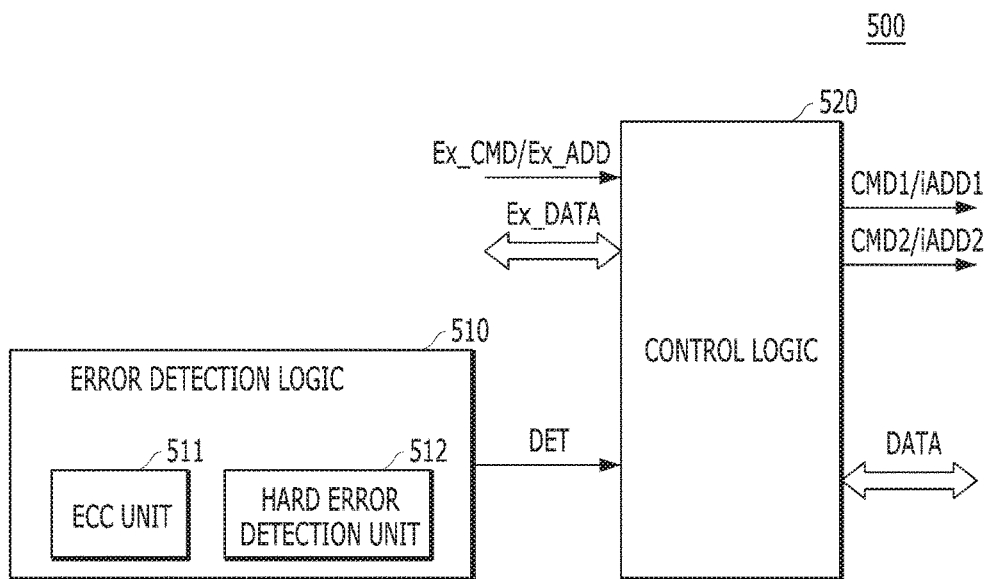 500
520
Ex_CMD/Ex_ADD
CMD1/iADD1
Ex_DATA
CMD2/iADD2
510
CONTROL LOGIC
ERROR DETECTION LOGIC
511
512
DET
DATA
ECC UNIT
HARD ERROR
DETECTION UNIT